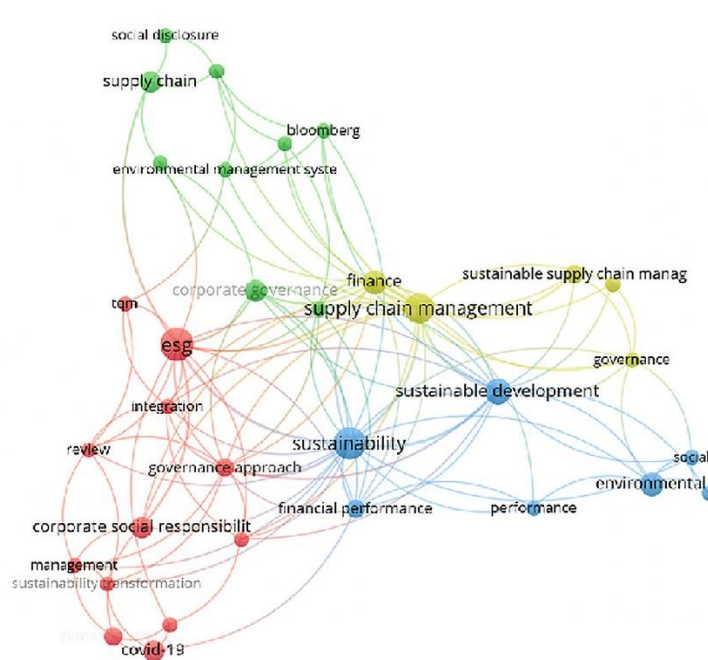 social disclosure
supply chain
bloomberg
environmental management syste
sustainable supply chain manag
finance
corporate governance
supply chain management
tqm
esg
governance
sustainable development
integration
sustainability
review
governance approach
social
environmental
financial performance
performance
corporate social responsibilit
management
sustainability transformation
covid-19